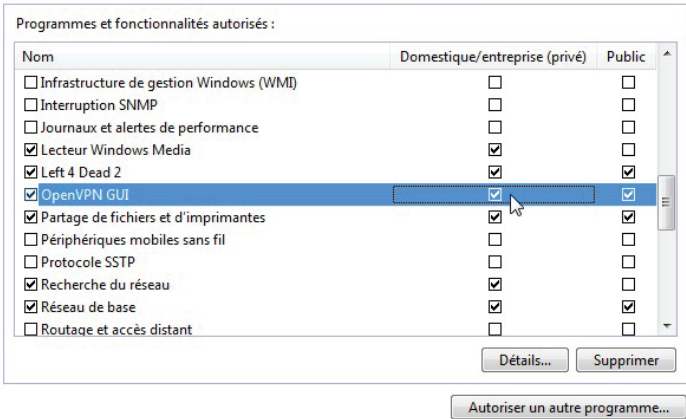 Programmes et fonctionnalités autorisés :
Nom Domestique/entreprise (privé) Public
Infrastructure de gestion Windows (WMI)
Interruption SNMP
Journaux et alertes de performance
Lecteur Windows Media
Left 4 Dead 2
OpenVPN GUI
Partage de fichiers et d'imprimantes
Périphériques mobiles sans fil
Protocole SSTP
Recherche du réseau
Réseau de base
Routage et accès distant
Détails... Supprimer
Autoriser un autre programme...